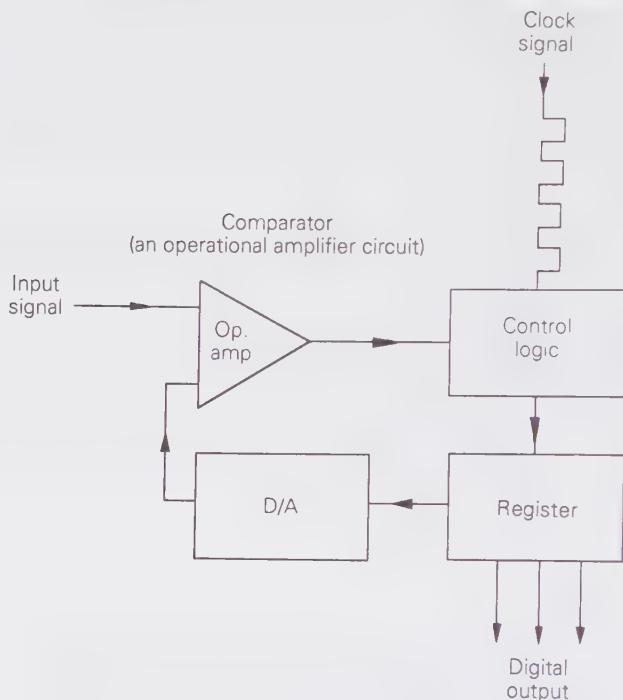 Clock
signal
Comparator
(an operational amplifier circuit)
Input
signal
Op.
amp
Control
logic
D/A
Register
Digital
output